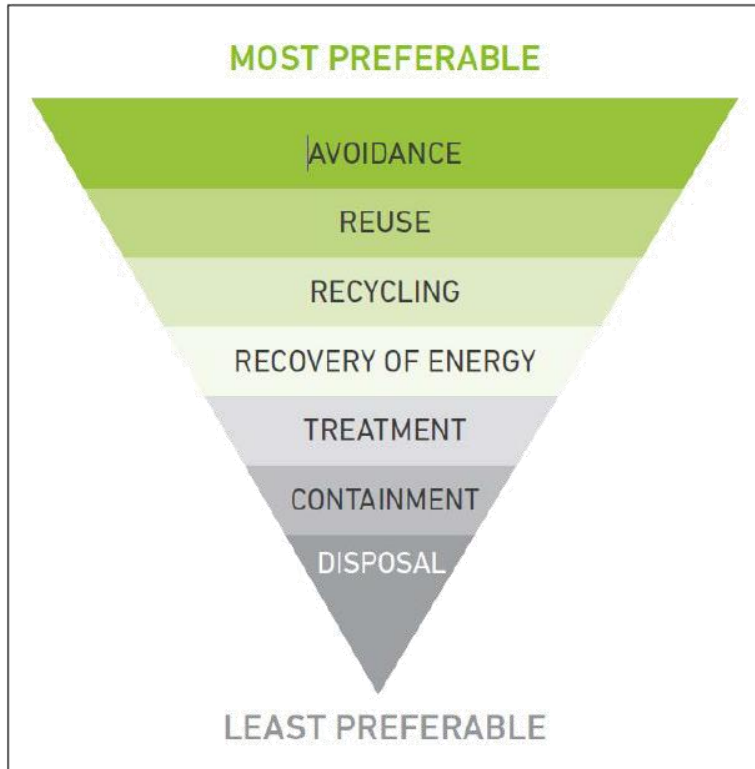 MOST PREFERABLE
AVOIDANCE
REUSE
RECYCLING
RECOVERY OF ENERGY
TREATMENT
CONTAINMENT
DISPOSAL
LEAST PREFERABLE